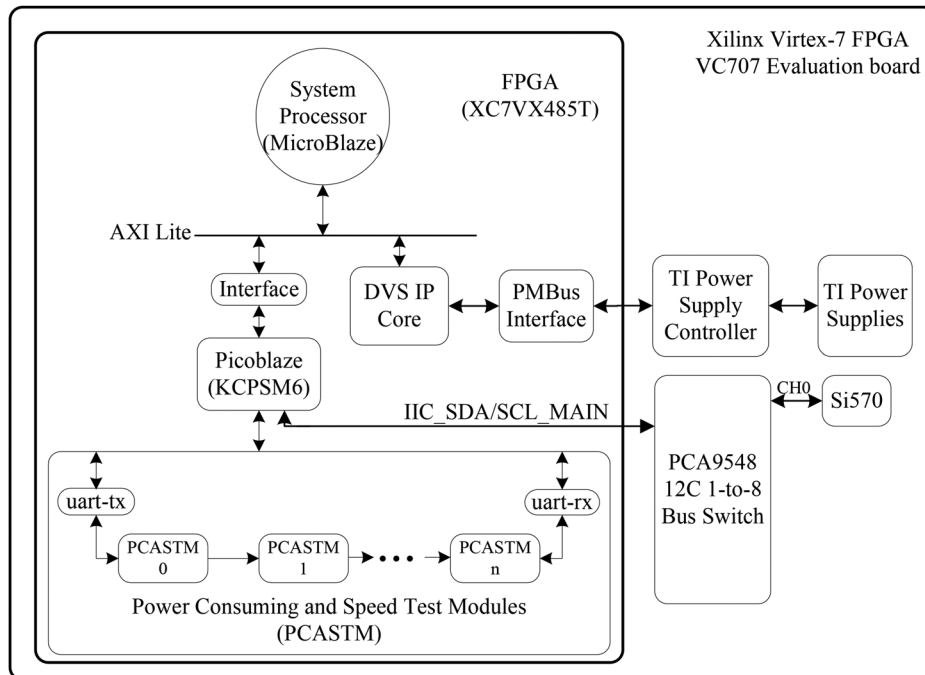 Xilinx Virtex-7 FPGA
VC707 Evaluation board
FPGA
(XC7VX485T)
System
Processor
(MicroBlaze)
AXI Lite
Interface
DVS IP
Core
PMBus
Interface
TI Power
Supply
Controller
TI Power
Supplies
Picoblaze
(KCPSM6)
IIC_SDA/SCL_MAIN
CH0
Si570
PCA9548
12C 1-to-8
Bus Switch
uart-tx
uart-rx
PCASTM
0
PCASTM
1
PCASTM
n
Power Consuming and Speed Test Modules
(PCASTM)